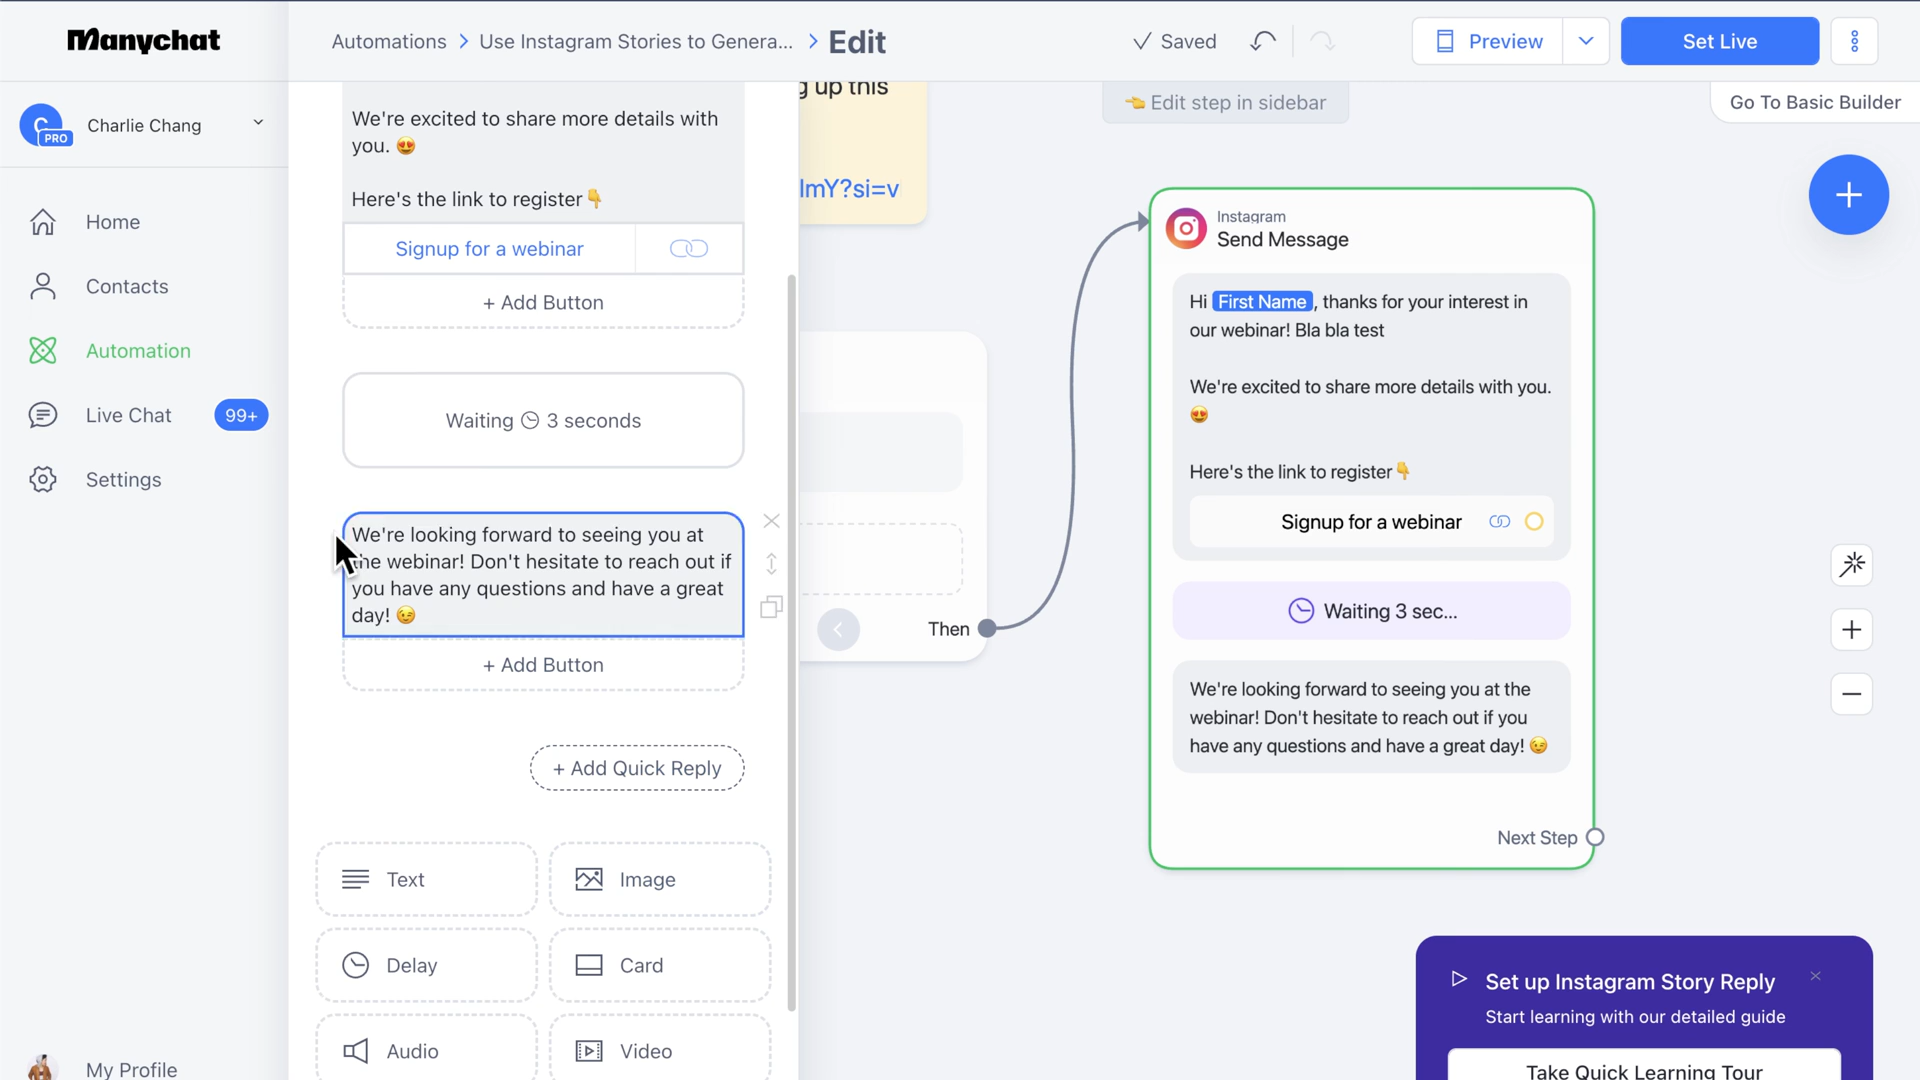 Manychat
Automations > Use Instagram Stories to Genera... > Edit
Saved
Preview
Set Live
C
PRO
Charlie Chang
Home
Contacts
Automation
Live Chat
99+
Settings
My Profile
We're excited to share more details with
you. 😍
Here's the link to register👇
Signup for a webinar
+ Add Button
Waiting 3 seconds
We're looking forward to seeing you at
the webinar! Don't hesitate to reach out if
you have any questions and have a great
day! 😉
+ Add Button
+ Add Quick Reply
Text
Image
Delay
Card
Audio
Video
g up this
lmY?si=v
👈 Edit step in sidebar
Go To Basic Builder
Then
Instagram
Send Message
Hi First Name, thanks for your interest in
our webinar! Bla bla test
We're excited to share more details with you.
😍
Here's the link to register👇
Signup for a webinar
Waiting 3 sec...
We're looking forward to seeing you at the
webinar! Don't hesitate to reach out if you
have any questions and have a great day! 😉
Next Step
Set up Instagram Story Reply
Start learning with our detailed guide
Take Quick Learning Tour